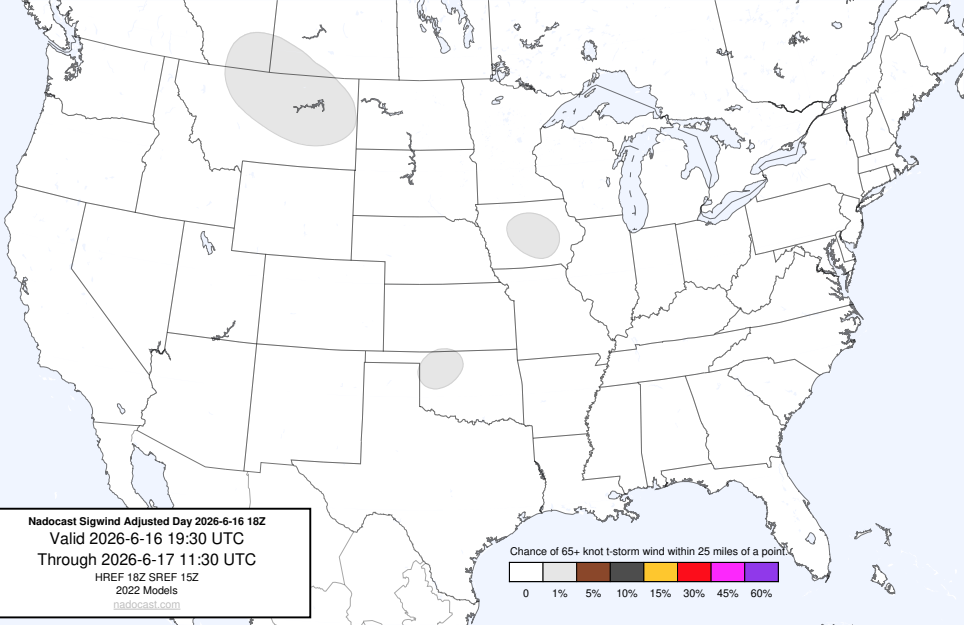 Nadocast Sigwind Adjusted Day 2026-6-16 18Z
Valid 2026-6-16 19:30 UTC
Through 2026-6-17 11:30 UTC
HREF 18Z SREF 15Z
2022 Models
nadocast.com
Chance of 65+ knot t-storm wind within 25 miles of a point.
0 1% 5% 10% 15% 30% 45% 60%